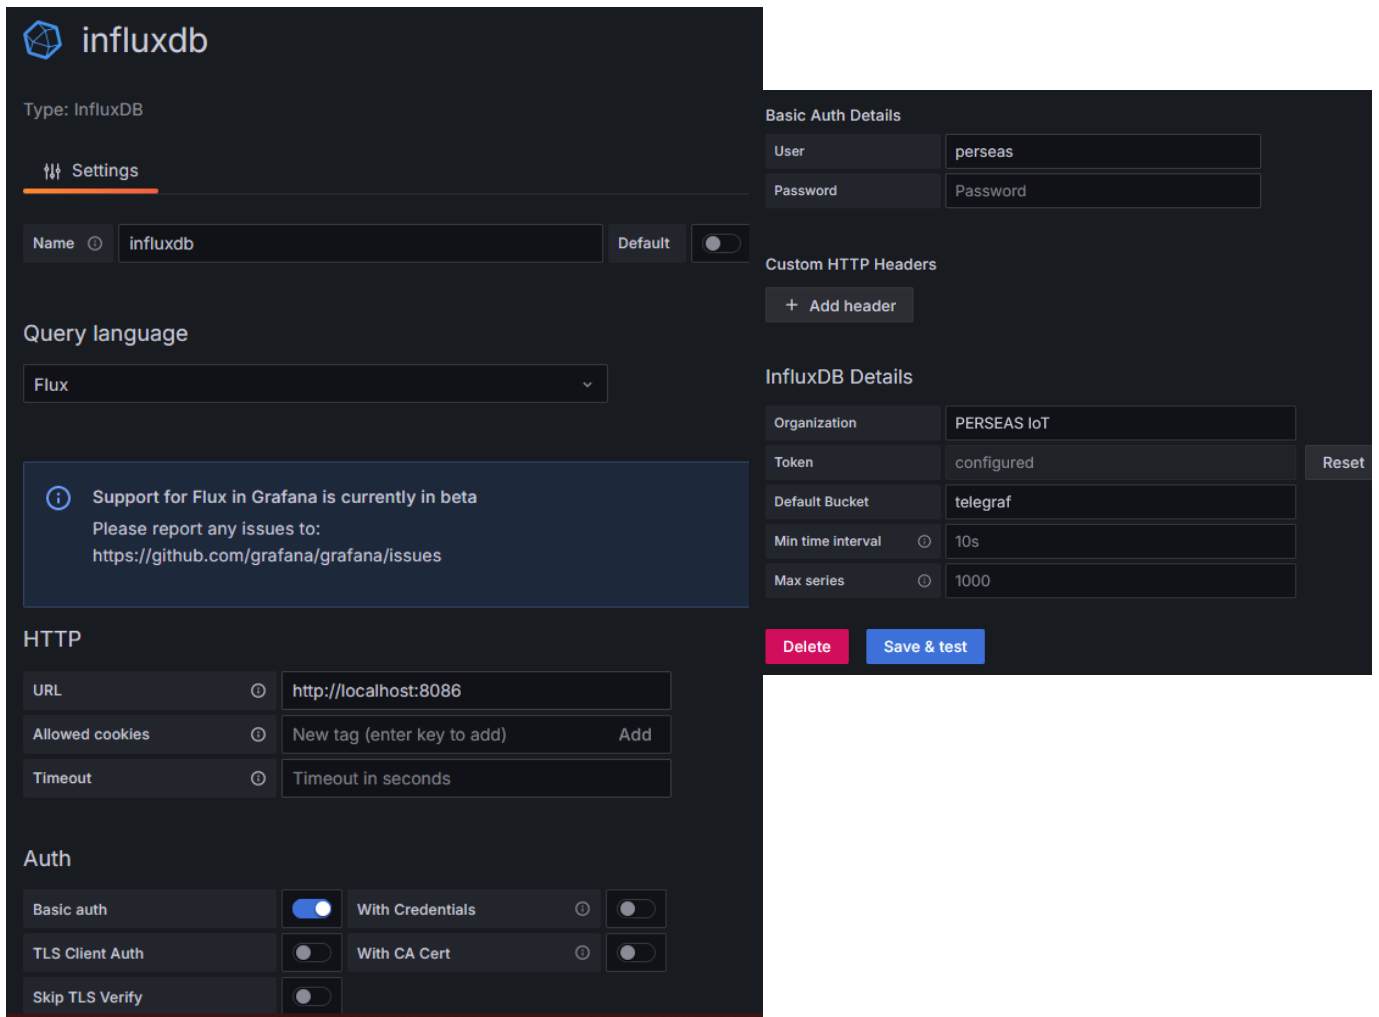 influxdb
Type: InfluxDB
Settings
Name influxdb Default
Query language
Flux
Support for Flux in Grafana is currently in beta
Please report any issues to:
https://github.com/grafana/grafana/issues
HTTP
URL http://localhost:8086
Allowed cookies New tag (enter key to add) Add
Timeout Timeout in seconds
Auth
Basic auth With Credentials
TLS Client Auth With CA Cert
Skip TLS Verify
Basic Auth Details
User perseas
Password Password
Custom HTTP Headers
+ Add header
InfluxDB Details
Organization PERSEAS IoT
Token configured Reset
Default Bucket telegraf
Min time interval 10s
Max series 1000
Delete Save & test